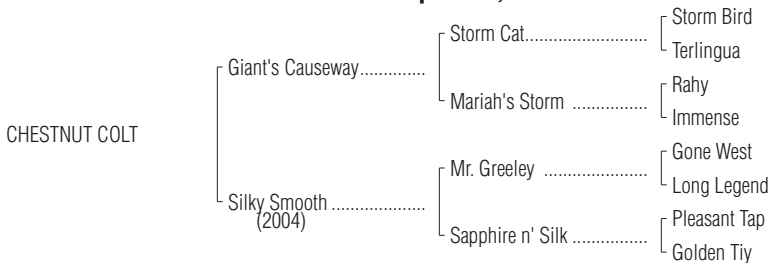 Storm Bird
Storm Cat
Terlingua
Giant's Causeway
Rahy
Mariah's Storm
Immense
CHESTNUT COLT
Gone West
Mr. Greeley
Long Legend
Silky Smooth
(2004)
Pleasant Tap
Sapphire n' Silk
Golden Tiy